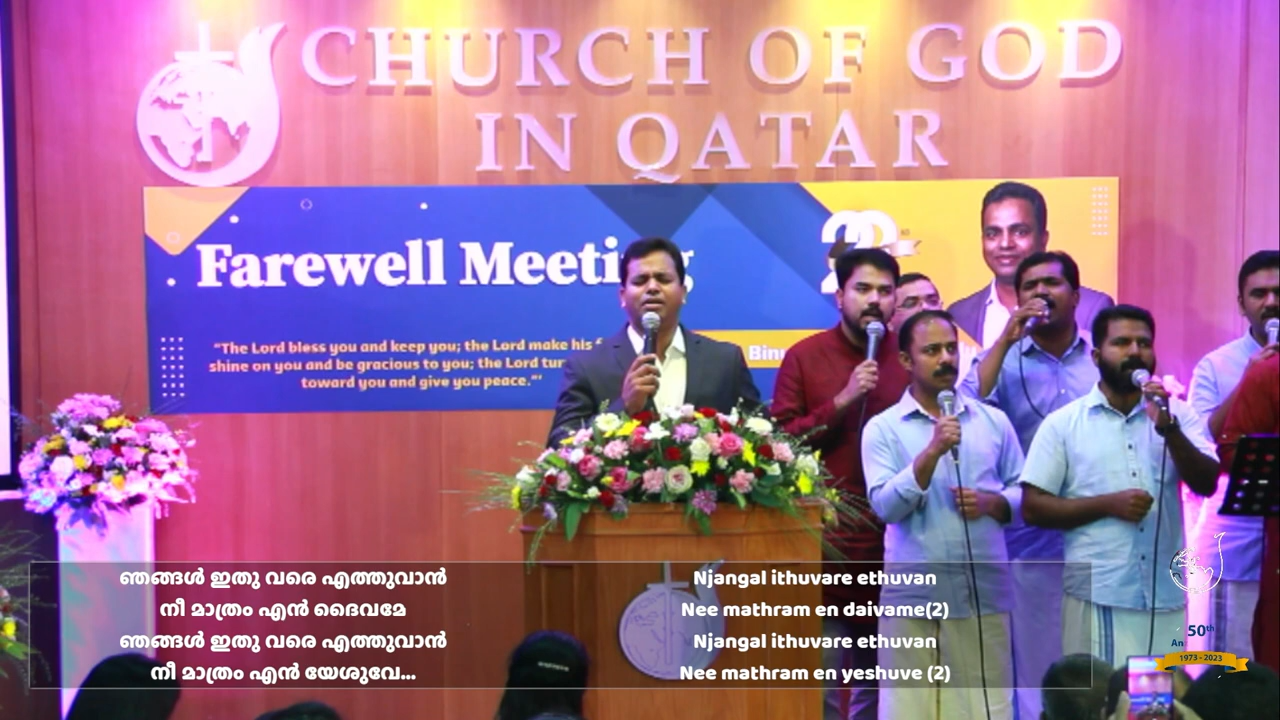 CHURCH OF GOD
IN QATAR
Farewell Meeting
“The Lord bless you and keep you; the Lord make his
shine on you and be gracious to you; the Lord
toward you and give you peace.”’
ഞങ്ങൾ ഇതു വരെ എത്തുവാൻ
നീ മാത്രം എൻ ദൈവമേ
ഞങ്ങൾ ഇതു വരെ എത്തുവാൻ
നീ മാത്രം എൻ യേശുവേ...
Njangal ithuvare ethuvan
Nee mathram en daivame(2)
Njangal ithuvare ethuvan
Nee mathram en yeshuve (2)
50th
An
1973 - 2023